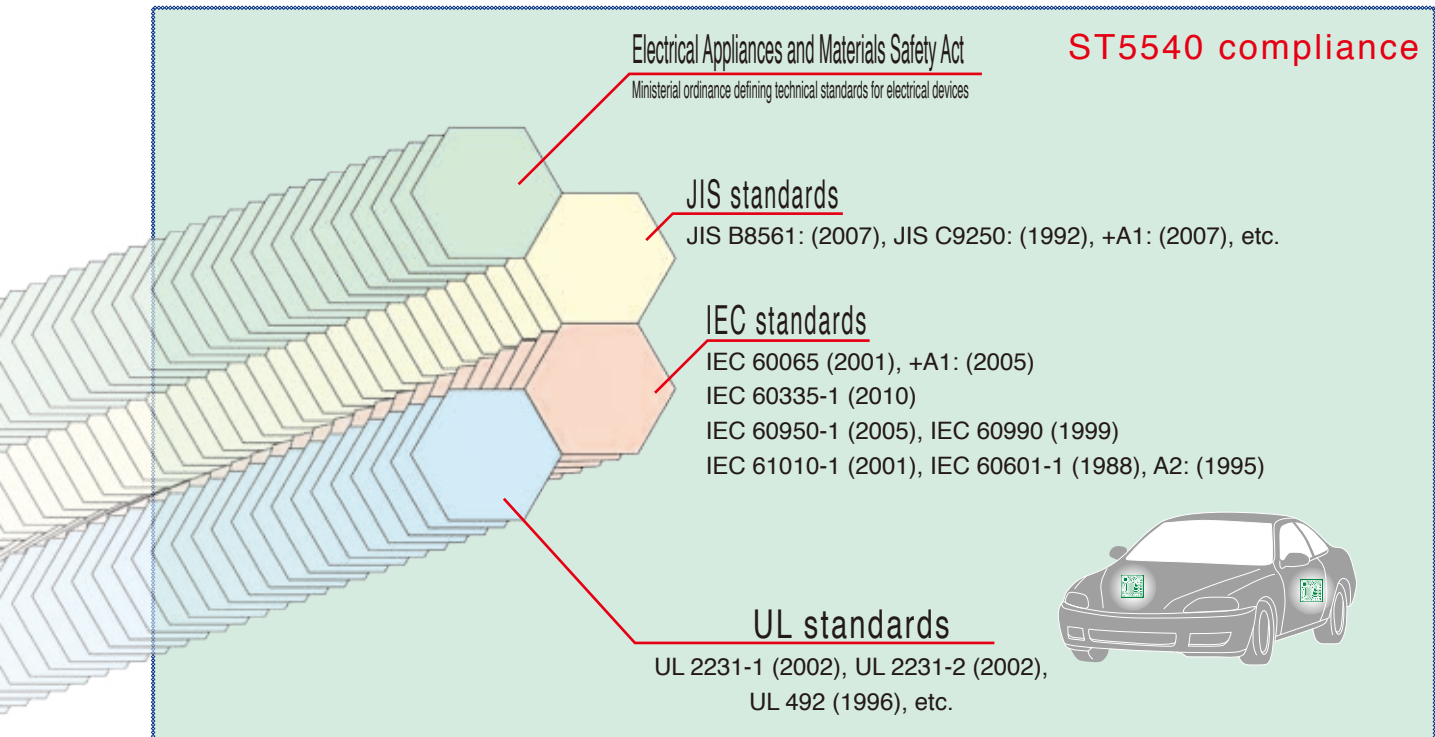 ST5540 compliance
Electrical Appliances and Materials Safety Act
Ministerial ordinance defining technical standards for electrical devices
JIS standards
JIS B8561: (2007), JIS C9250: (1992), +A1: (2007), etc.
IEC standards
IEC 60065 (2001), +A1: (2005)
IEC 60335-1 (2010)
IEC 60950-1 (2005), IEC 60990 (1999)
IEC 61010-1 (2001), IEC 60601-1 (1988), A2: (1995)
UL standards
UL 2231-1 (2002), UL 2231-2 (2002),
UL 492 (1996), etc.